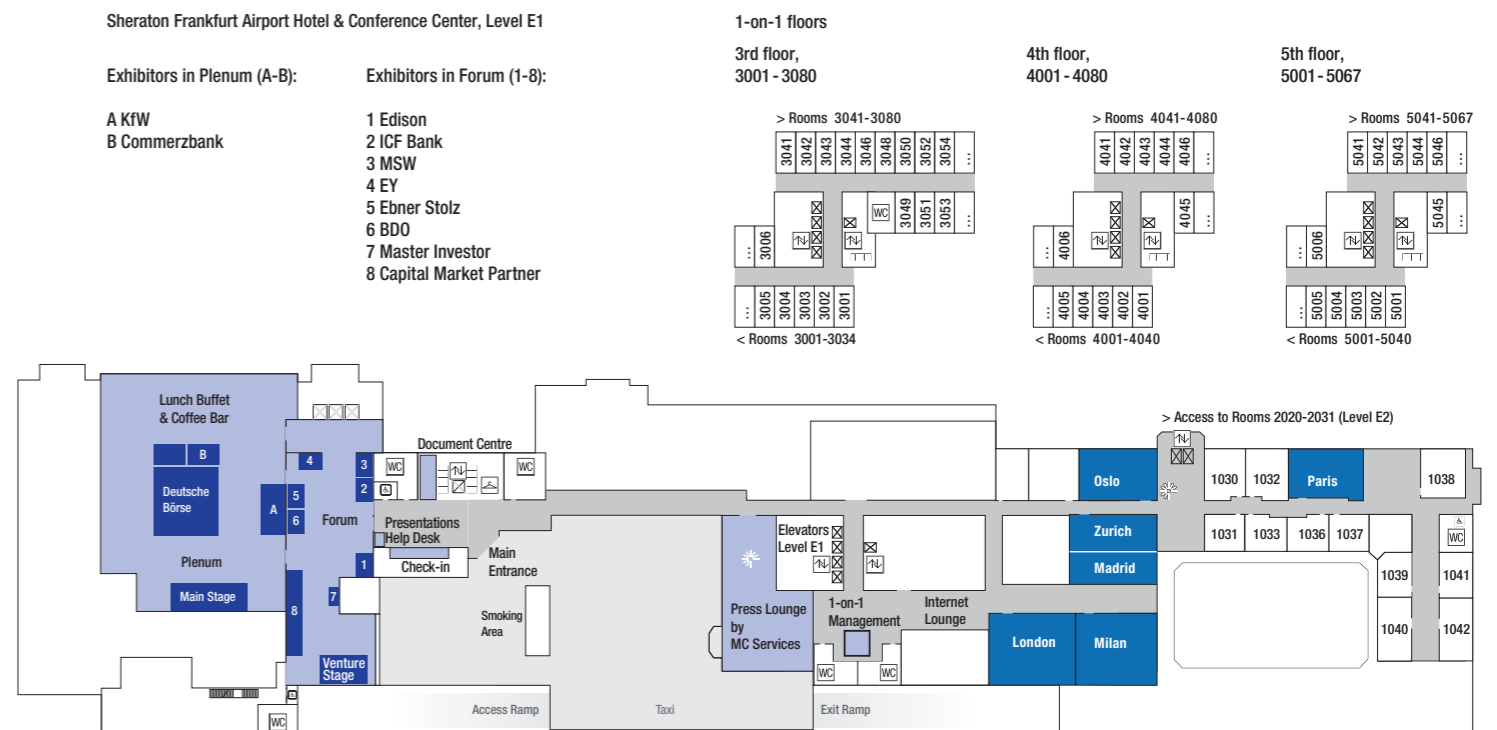 Sheraton Frankfurt Airport Hotel & Conference Center, Level E1
Exhibitors in Plenum (A-B):
A KfW
B Commerzbank
Exhibitors in Forum (1-8):
1 Edison
2 ICF Bank
3 MSW
4 EY
5 Ebner Stolz
6 BDO
7 Master Investor
8 Capital Market Partner
1-on-1 floors
3rd floor,
3001 - 3080
> Rooms 3041-3080
3041
3042
3043
3044
3046
3048
3050
3052
3054
...
WC
3049
3051
3053
...
...
3006
...
3005
3004
3003
3002
3001
< Rooms 3001-3034
4th floor,
4001 - 4080
> Rooms 4041-4080
4041
4042
4043
4044
4046
...
4045
...
...
4006
...
4005
4004
4003
4002
4001
< Rooms 4001-4040
5th floor,
5001 - 5067
> Rooms 5041-5067
5041
5042
5043
5044
5046
...
5045
...
...
5006
...
5005
5004
5003
5002
5001
< Rooms 5001-5040
Lunch Buffet
& Coffee Bar
B
Deutsche
Börse
A
Plenum
Main Stage
4
3
2
5
6
Forum
1
7
8
Venture
Stage
WC
WC
Document Centre
WC
Presentations
Help Desk
Check-in
Main
Entrance
Smoking
Area
Access Ramp
Taxi
Exit Ramp
Press Lounge
by
MC Services
Elevators
Level E1
1-on-1
Management
WC
WC
Internet
Lounge
> Access to Rooms 2020-2031 (Level E2)
Oslo
Zurich
Madrid
London
Milan
1030
1032
Paris
1038
1031
1033
1036
1037
WC
1039
1041
1040
1042